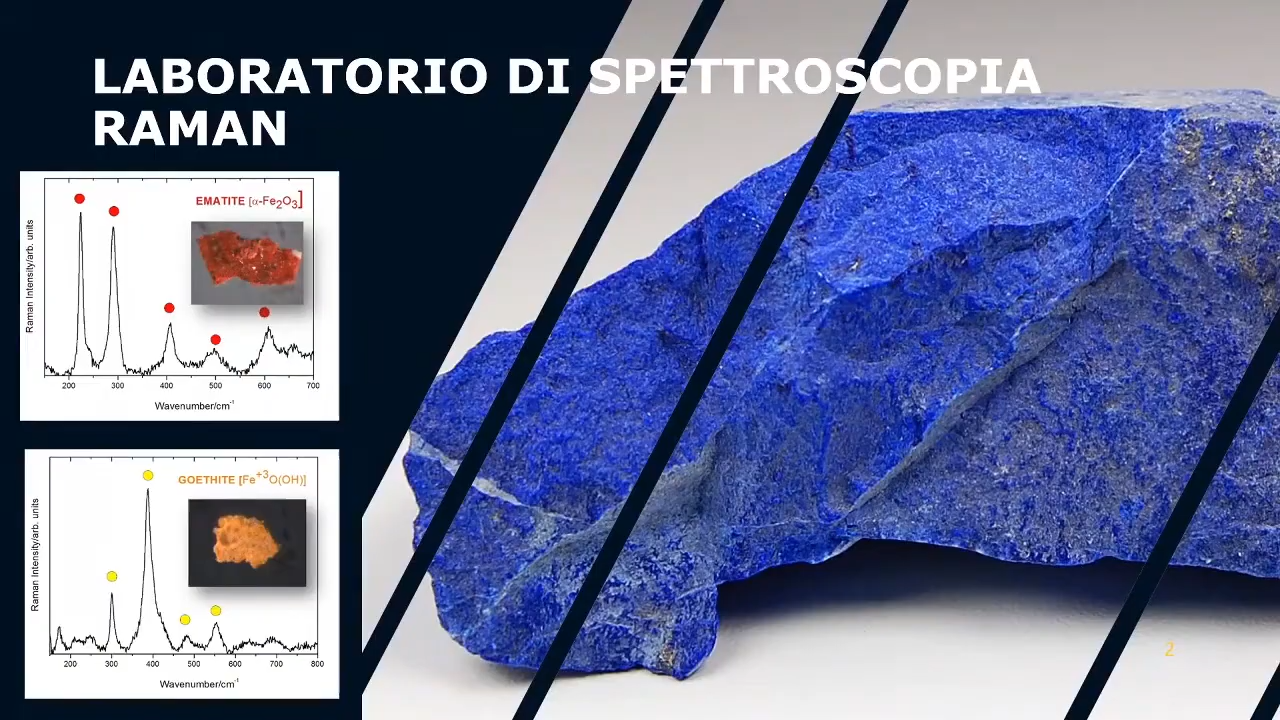 LABORATORIO DI SPETTROSCOPIA
RAMAN
EMATITE [α-Fe₂O₃]
Raman Intensity/arb. units
200 300 400 500 600 700
Wavenumber/cm⁻¹
GOETHITE [Fe⁺³O(OH)]
Raman Intensity/arb. units
200 300 400 500 600 700 800
Wavenumber/cm⁻¹
2